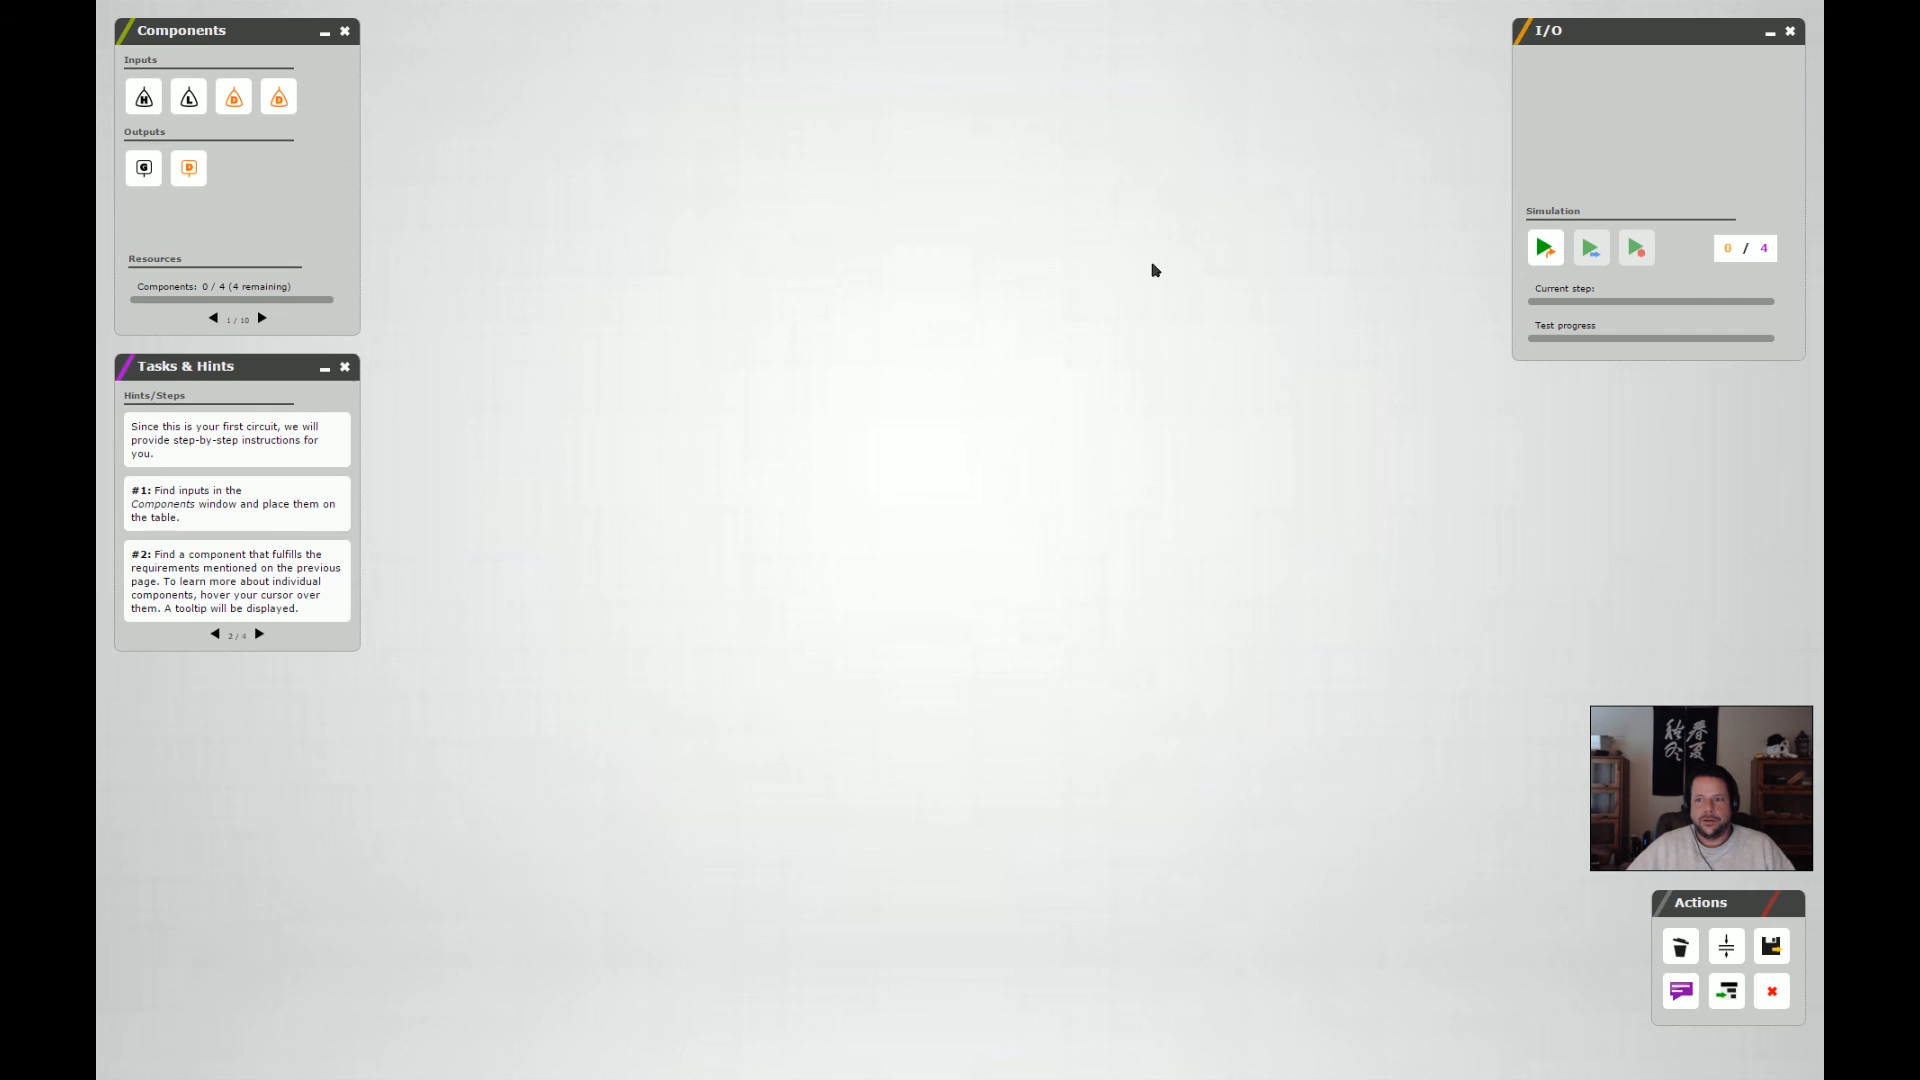 Components
Inputs
H L D D
Outputs
G D
Resources
Components: 0 / 4 (4 remaining)
1 / 10
Tasks & Hints
Hints/Steps
Since this is your first circuit, we will
provide step-by-step instructions for
you.
#1: Find inputs in the
Components window and place them on
the table.
#2: Find a component that fulfills the
requirements mentioned on the previous
page. To learn more about individual
components, hover your cursor over
them. A tooltip will be displayed.
2 / 4
I/O
Simulation
0 / 4
Current step:
Test progress
春夏
秋冬
Actions